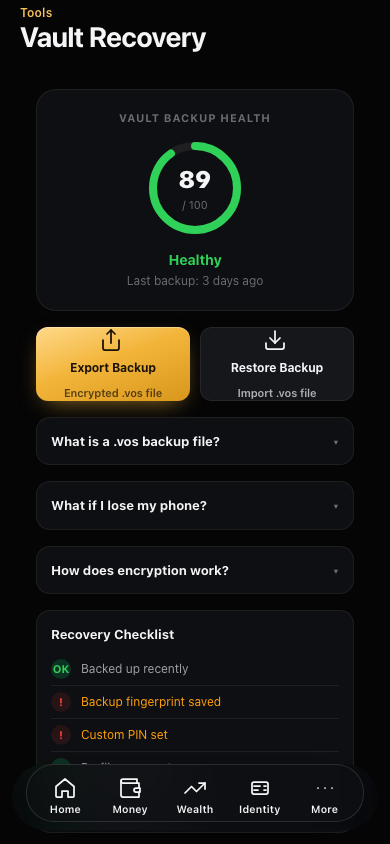 Tools
Vault Recovery
VAULT BACKUP HEALTH
89
/ 100
Healthy
Last backup: 3 days ago
Export Backup
Encrypted .vos file
Restore Backup
Import .vos file
What is a .vos backup file?
What if I lose my phone?
How does encryption work?
Recovery Checklist
OK Backed up recently
! Backup fingerprint saved
! Custom PIN set
Home Money Wealth Identity More